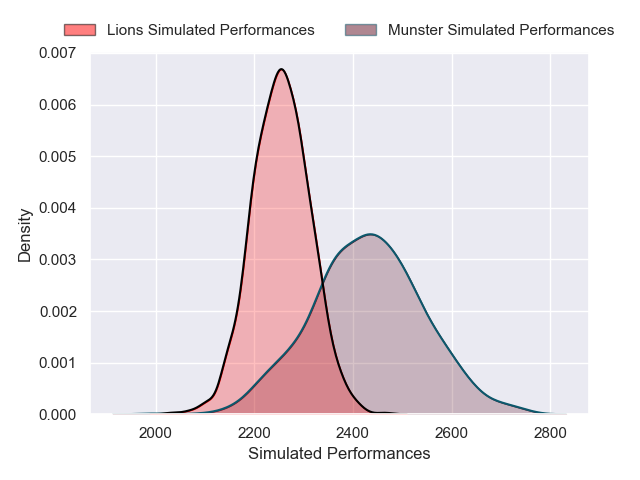 Lions Simulated Performances Munster Simulated Performances
0.007
0.006
0.005
0.004
0.003
0.002
0.001
0.000
Density
2000 2200 2400 2600 2800
Simulated Performances